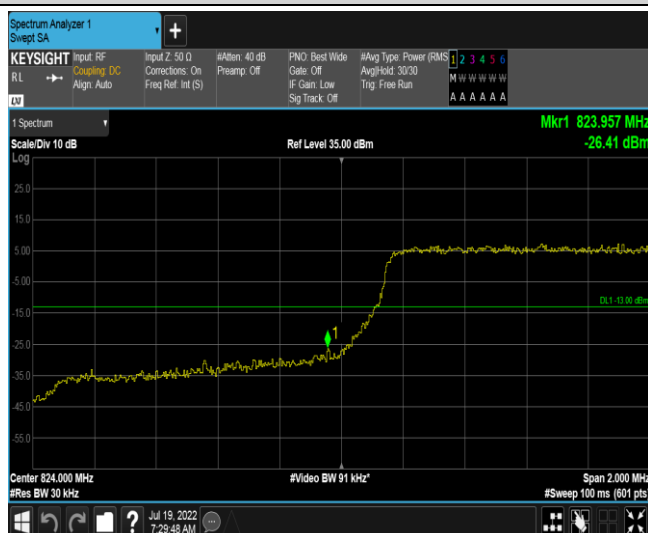 Spectrum Analyzer 1
Swept SA
KEYSIGHT
RL
Input: RF
Coupling: DC
Align: Auto
Input Z: 50 Ω
Corrections: On
Freq Ref: Int (S)
#Atten: 40 dB
Preamp: Off
PNO: Best Wide
Gate: Off
IF Gain: Low
Sig Track: Off
#Avg Type: Power (RMS
Avg|Hold: 30/30
Trig: Free Run
1 2 3 4 5 6
M W W W W W
A A A A A A
1 Spectrum
Mkr1 823.957 MHz
Scale/Div 10 dB
Ref Level 35.00 dBm
-26.41 dBm
Log
25.0
15.0
5.00
-5.00
DL1 -13.00 dBm
-15.0
1
-25.0
-35.0
-45.0
-55.0
Center 824.000 MHz
#Video BW 91 kHz*
Span 2.000 MHz
#Res BW 30 kHz
#Sweep 100 ms (601 pts)
?
Jul 19, 2022
7:29:48 AM